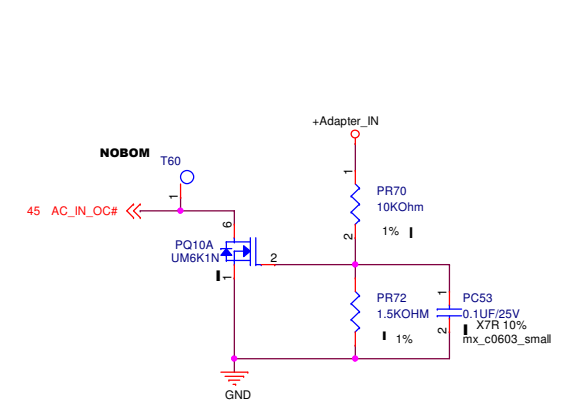 +Adapter_IN
NOBOM
T60
1
1
PR70
10KOhm
45 AC_IN_OC#
2
1%
6
PQ10A
UM6K1N
2
1
1
PR72
1.5KOHM
1%
2
1
PC53
0.1UF/25V
X7R 10%
mx_c0603_small
2
GND